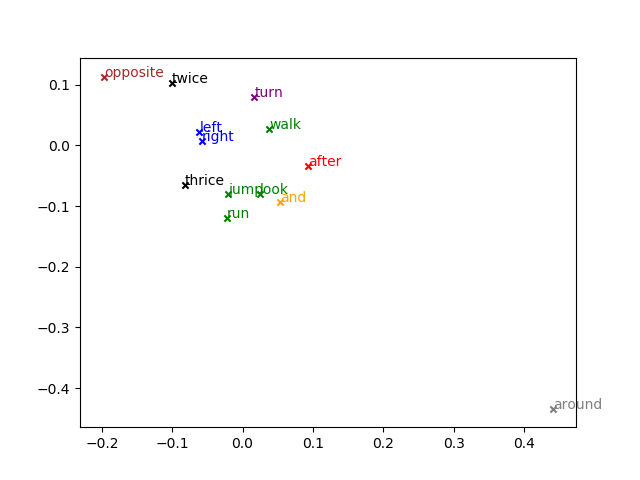 opposite
twice
turn
left
walk
right
after
thrice
jump
look
and
run
around
0.1
0.0
−0.1
−0.2
−0.3
−0.4
−0.2
−0.1
0.0
0.1
0.2
0.3
0.4